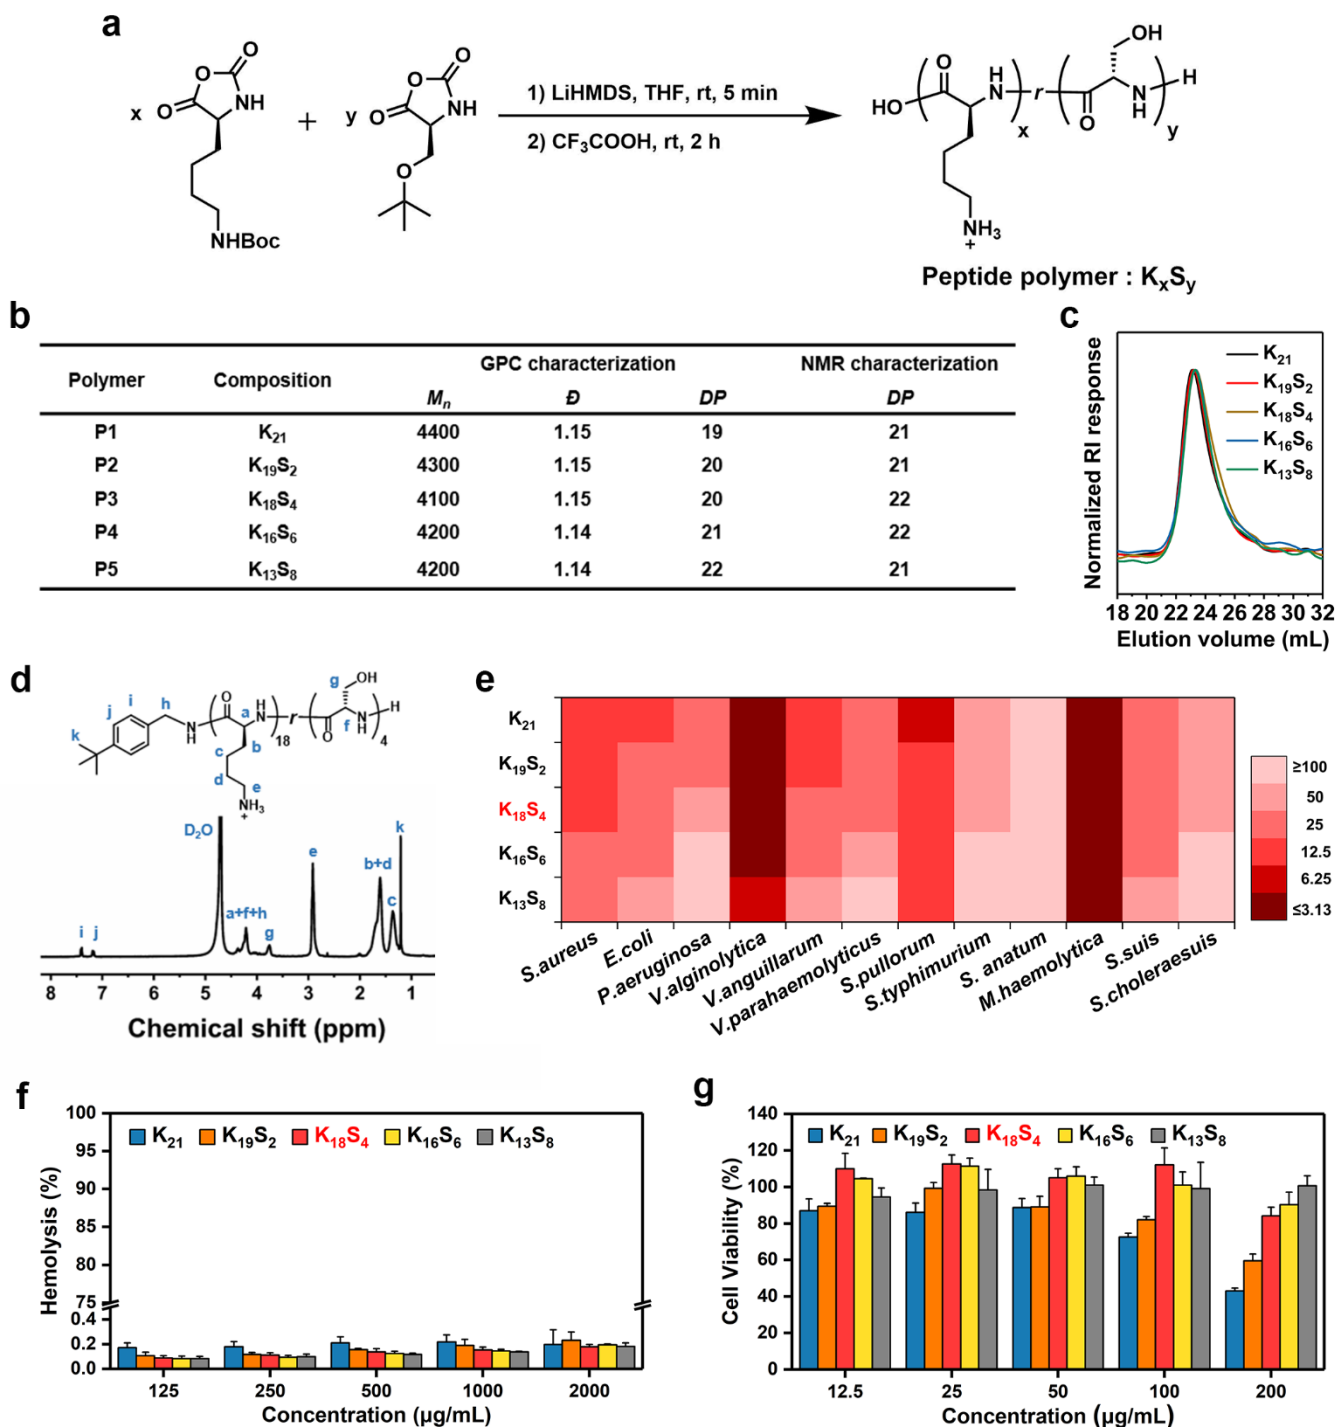 a
x
O
O
O
NH
NHBoc
+
y
O
O
O
NH
O
1) LiHMDS, THF, rt, 5 min
2) CF₃COOH, rt, 2 h
HO
O
H
N
x
r
OH
O
N
H
y
H
NH₃
+
Peptide polymer : KₓSᵧ
b
Polymer Composition GPC characterization NMR characterization
Mₙ Đ DP DP
P1 K₂₁ 4400 1.15 19 21
P2 K₁₉S₂ 4300 1.15 20 21
P3 K₁₈S₄ 4100 1.15 20 22
P4 K₁₆S₆ 4200 1.14 21 22
P5 K₁₃S₈ 4200 1.14 22 21
c
Normalized RI response
K₂₁
K₁₉S₂
K₁₈S₄
K₁₆S₆
K₁₃S₈
18 20 22 24 26 28 30 32
Elution volume (mL)
d
k
j
i
h
N
H
O
a
H
N
18
b
c
d
e
NH₃
+
r
g
OH
O
f
N
H
4
H
D₂O
i
j
a+f+h
g
e
b+d
c
k
8 7 6 5 4 3 2 1
Chemical shift (ppm)
e
K₂₁
K₁₉S₂
K₁₈S₄
K₁₆S₆
K₁₃S₈
S.aureus
E.coli
P.aeruginosa
V.alginolytica
V.anguillarum
V.parahaemolyticus
S.pullorum
S.typhimurium
S. anatum
M.haemolytica
S.suis
S.choleraesuis
≥100
50
25
12.5
6.25
≤3.13
f
Hemolysis (%)
100
95
90
85
80
75
0.4
0.2
0.0
K₂₁ K₁₉S₂ K₁₈S₄ K₁₆S₆ K₁₃S₈
125 250 500 1000 2000
Concentration (μg/mL)
g
Cell Viability (%)
140
120
100
80
60
40
20
0
K₂₁ K₁₉S₂ K₁₈S₄ K₁₆S₆ K₁₃S₈
12.5 25 50 100 200
Concentration (μg/mL)